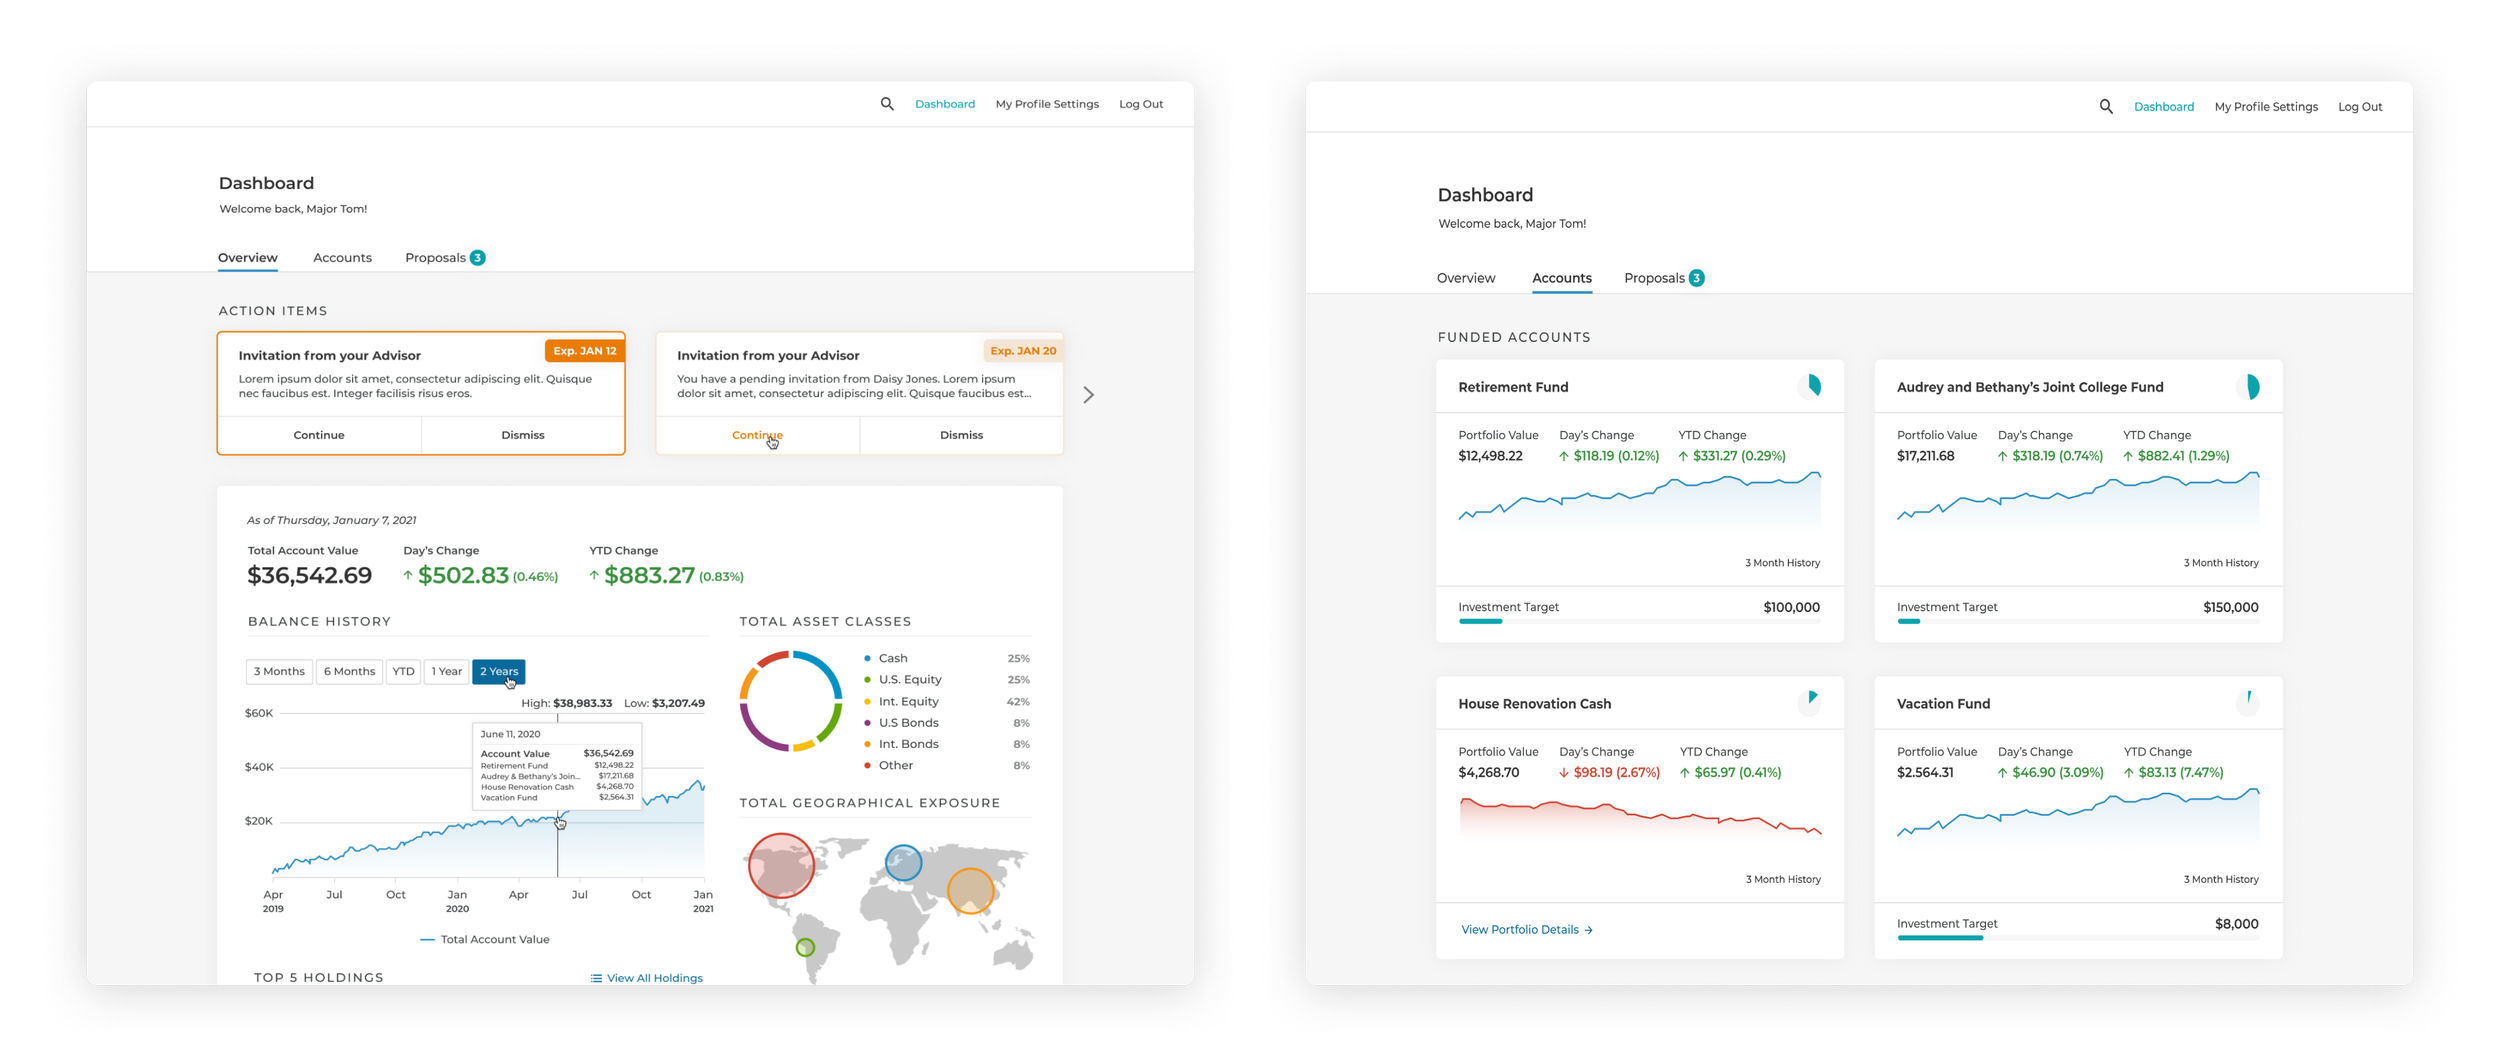 Dashboard My Profile Settings Log Out
Dashboard
Welcome back, Major Tom!
Overview Accounts Proposals 3
ACTION ITEMS
Invitation from your Advisor Exp. JAN 12
Lorem ipsum dolor sit amet, consectetur adipiscing elit. Quisque
nec faucibus est. Integer facilisis risus eros.
Continue Dismiss
Invitation from your Advisor Exp. JAN 20
You have a pending invitation from Daisy Jones. Lorem ipsum
dolor sit amet, consectetur adipiscing elit. Quisque faucibus est...
Continue Dismiss
As of Thursday, January 7, 2021
Total Account Value Day's Change YTD Change
$36,542.69 ↑ $502.83 (0.46%) ↑ $883.27 (0.83%)
BALANCE HISTORY
3 Months 6 Months YTD 1 Year 2 Years
High: $38,983.33 Low: $3,207.49
$60K
$40K
$20K
June 11, 2020
Account Value $36,542.69
Retirement Fund $12,498.22
Audrey & Bethany's Join... $17,211.68
House Renovation Cash $4,268.70
Vacation Fund $2,564.31
Apr Jul Oct Jan Apr Jul Oct Jan
2019 2020 2021
Total Account Value
TOP 5 HOLDINGS View All Holdings
TOTAL ASSET CLASSES
Cash 25%
U.S. Equity 25%
Int. Equity 42%
U.S Bonds 8%
Int. Bonds 8%
Other 8%
TOTAL GEOGRAPHICAL EXPOSURE
Dashboard My Profile Settings Log Out
Dashboard
Welcome back, Major Tom!
Overview Accounts Proposals 3
FUNDED ACCOUNTS
Retirement Fund
Portfolio Value Day's Change YTD Change
$12,498.22 ↑ $118.19 (0.12%) ↑ $331.27 (0.29%)
3 Month History
Investment Target $100,000
Audrey and Bethany's Joint College Fund
Portfolio Value Day's Change YTD Change
$17,211.68 ↑ $318.19 (0.74%) ↑ $882.41 (1.29%)
3 Month History
Investment Target $150,000
House Renovation Cash
Portfolio Value Day's Change YTD Change
$4,268.70 ↓ $98.19 (2.67%) ↑ $65.97 (0.41%)
3 Month History
View Portfolio Details →
Vacation Fund
Portfolio Value Day's Change YTD Change
$2.564.31 ↑ $46.90 (3.09%) ↑ $83.13 (7.47%)
3 Month History
Investment Target $8,000